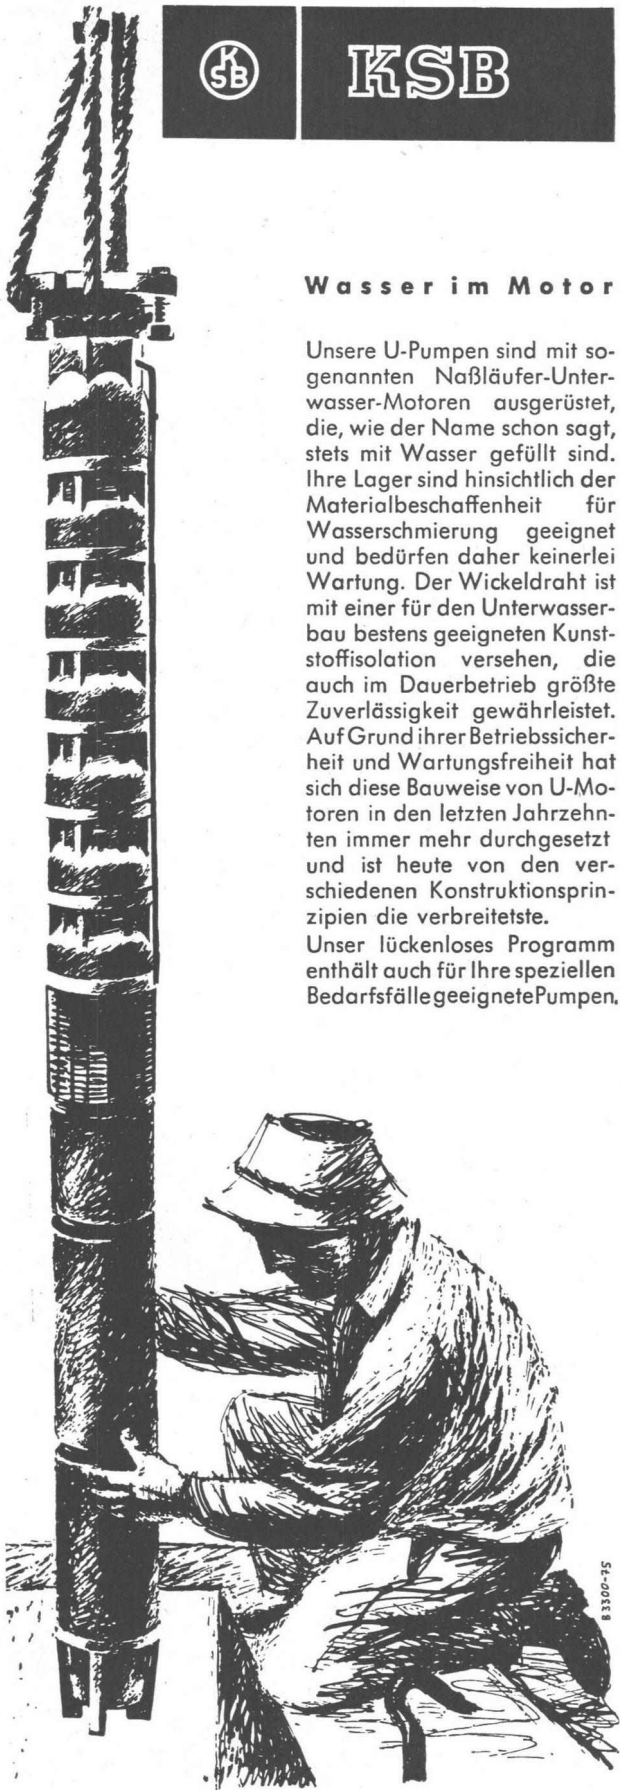 K
SB
KSB
Wasser im Motor
Unsere U-Pumpen sind mit so-
genannten Naßläufer-Unter-
wasser-Motoren ausgerüstet,
die, wie der Name schon sagt,
stets mit Wasser gefüllt sind.
Ihre Lager sind hinsichtlich der
Materialbeschaffenheit für
Wasserschmierung geeignet
und bedürfen daher keinerlei
Wartung. Der Wickeldraht ist
mit einer für den Unterwasser-
bau bestens geeigneten Kunst-
stoffisolation versehen, die
auch im Dauerbetrieb größte
Zuverlässigkeit gewährleistet.
Auf Grund ihrer Betriebssicher-
heit und Wartungsfreiheit hat
sich diese Bauweise von U-Mo-
toren in den letzten Jahrzehn-
ten immer mehr durchgesetzt
und ist heute von den ver-
schiedenen Konstruktionsprin-
zipien die verbreitetste.
Unser lückenloses Programm
enthält auch für Ihre speziellen
Bedarfsfälle geeignete Pumpen.
B 3300-75